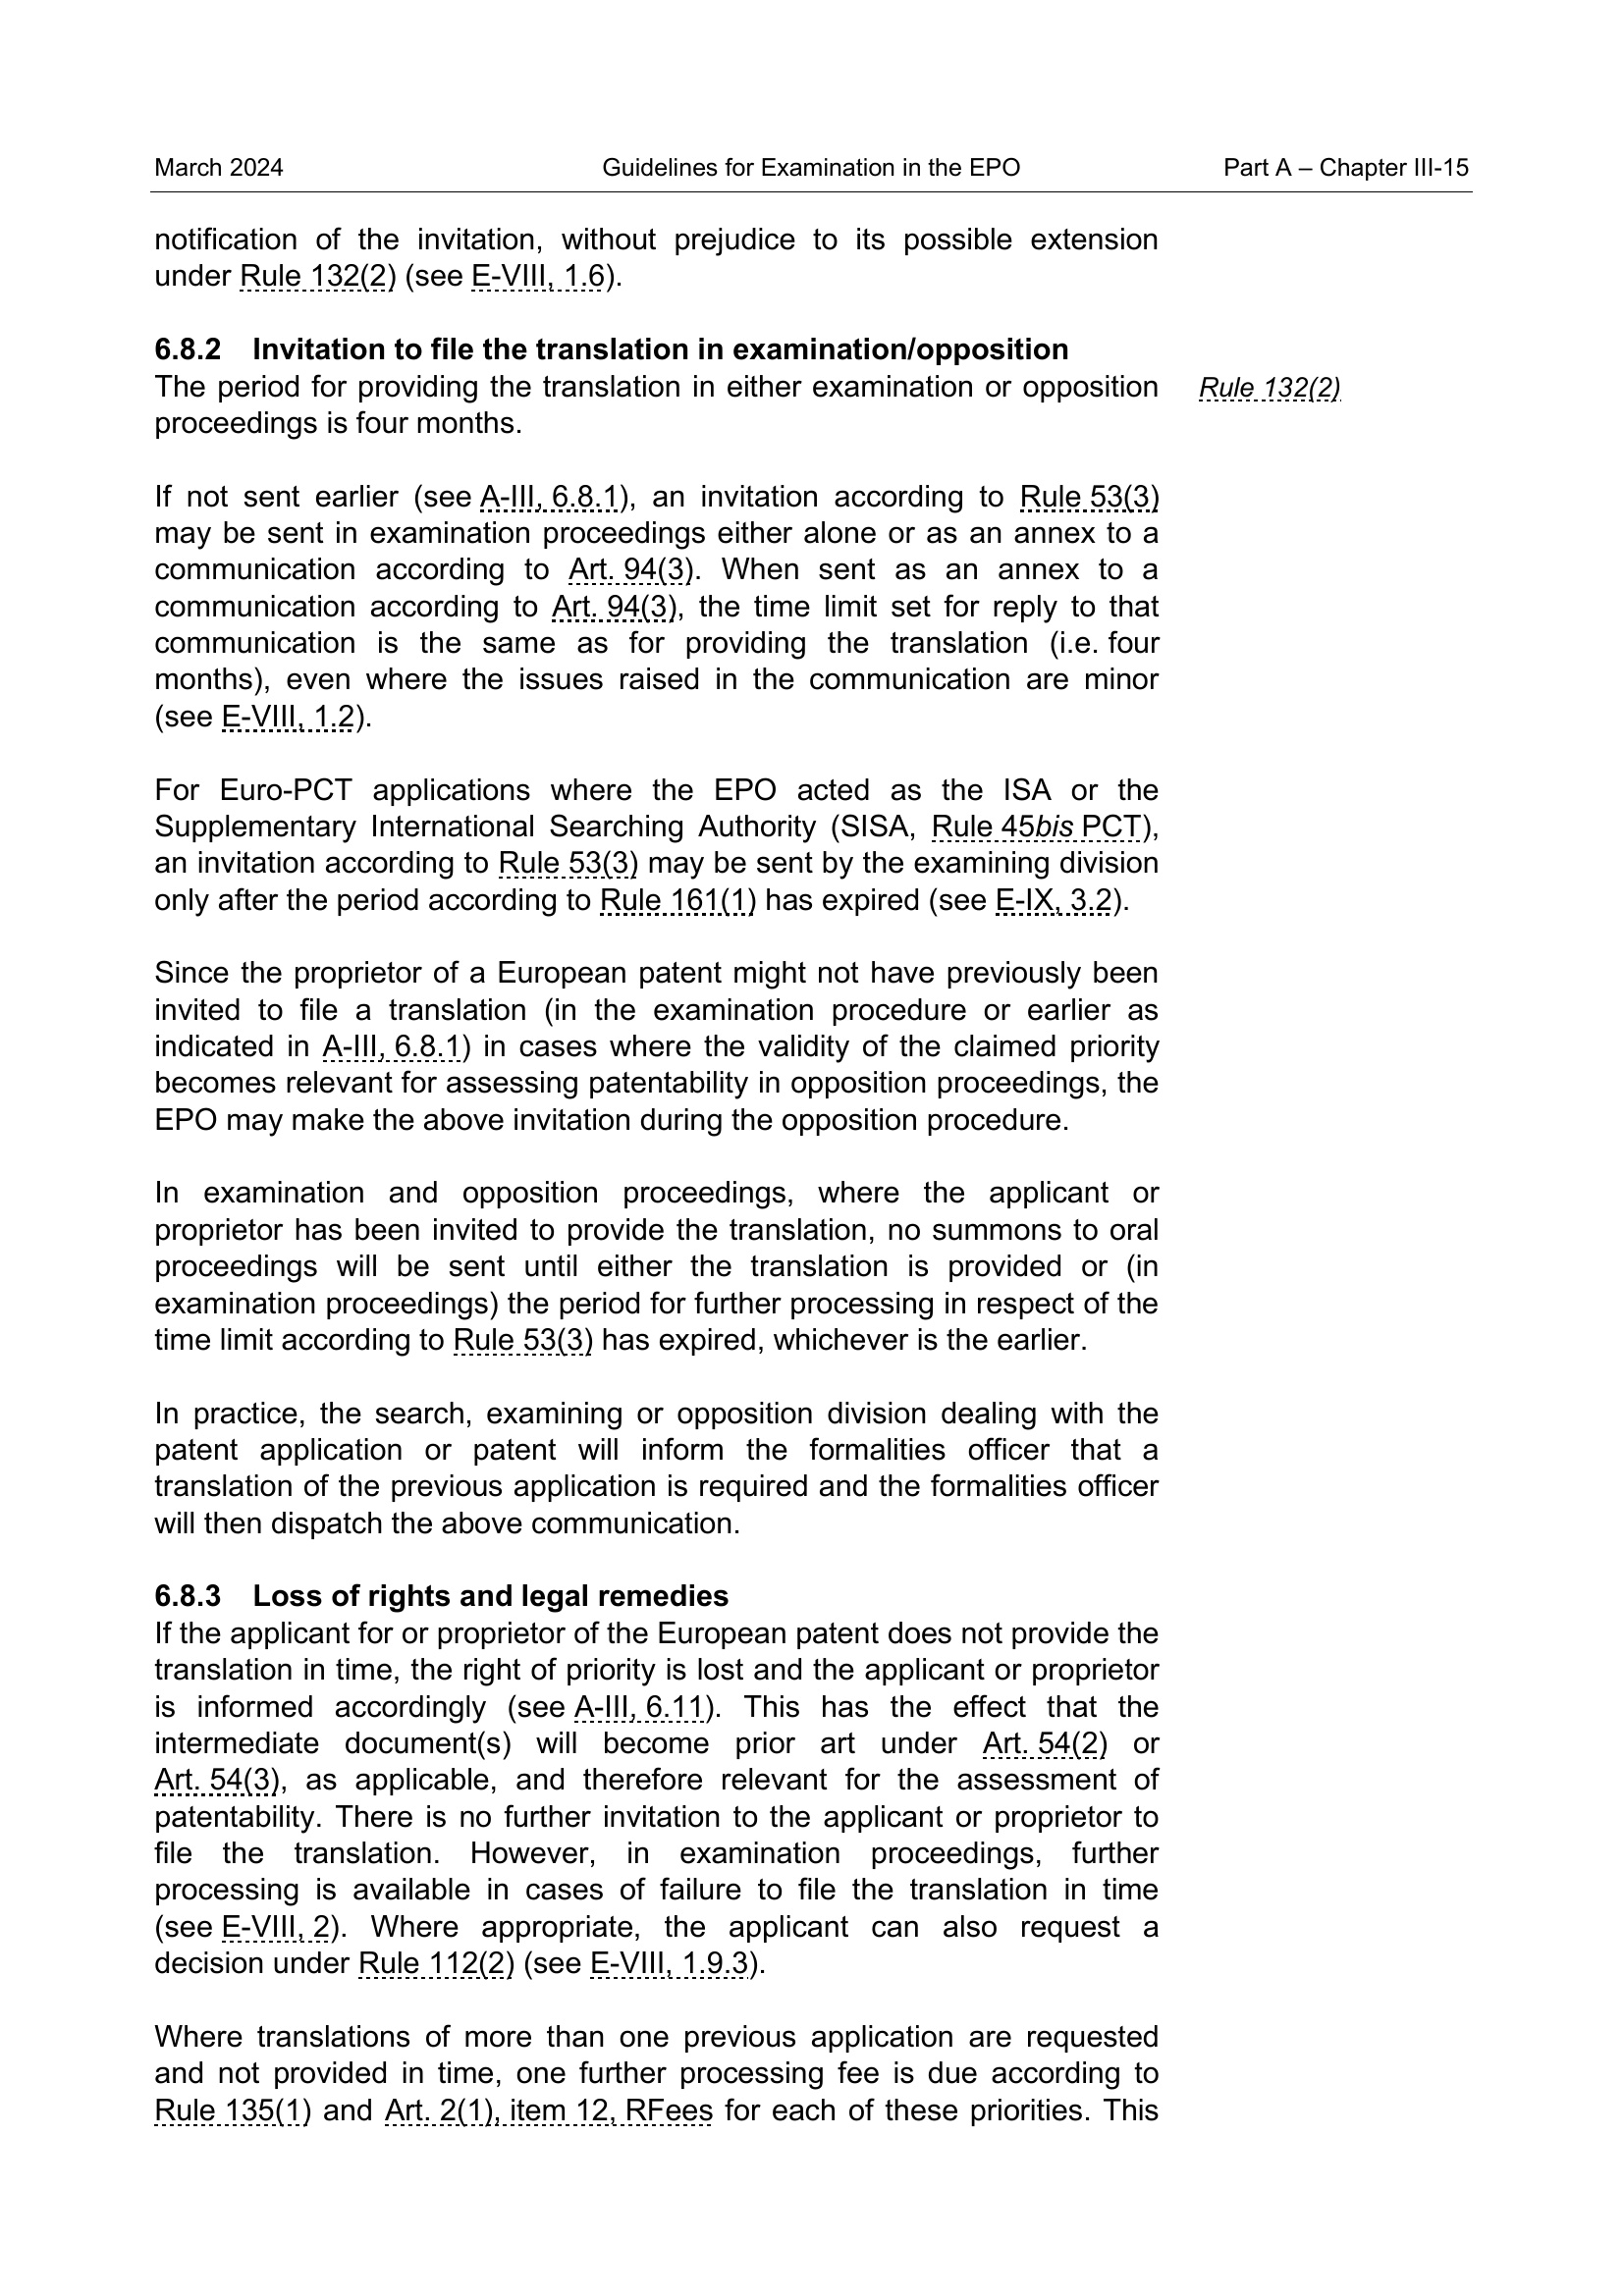 March 2024 Guidelines for Examination in the EPO Part A – Chapter III-15
notification of the invitation, without prejudice to its possible extension
under Rule 132(2) (see E-VIII, 1.6).
6.8.2 Invitation to file the translation in examination/opposition
The period for providing the translation in either examination or opposition Rule 132(2)
proceedings is four months.
If not sent earlier (see A-III, 6.8.1), an invitation according to Rule 53(3)
may be sent in examination proceedings either alone or as an annex to a
communication according to Art. 94(3). When sent as an annex to a
communication according to Art. 94(3), the time limit set for reply to that
communication is the same as for providing the translation (i.e. four
months), even where the issues raised in the communication are minor
(see E-VIII, 1.2).
For Euro-PCT applications where the EPO acted as the ISA or the
Supplementary International Searching Authority (SISA, Rule 45bis PCT),
an invitation according to Rule 53(3) may be sent by the examining division
only after the period according to Rule 161(1) has expired (see E-IX, 3.2).
Since the proprietor of a European patent might not have previously been
invited to file a translation (in the examination procedure or earlier as
indicated in A-III, 6.8.1) in cases where the validity of the claimed priority
becomes relevant for assessing patentability in opposition proceedings, the
EPO may make the above invitation during the opposition procedure.
In examination and opposition proceedings, where the applicant or
proprietor has been invited to provide the translation, no summons to oral
proceedings will be sent until either the translation is provided or (in
examination proceedings) the period for further processing in respect of the
time limit according to Rule 53(3) has expired, whichever is the earlier.
In practice, the search, examining or opposition division dealing with the
patent application or patent will inform the formalities officer that a
translation of the previous application is required and the formalities officer
will then dispatch the above communication.
6.8.3 Loss of rights and legal remedies
If the applicant for or proprietor of the European patent does not provide the
translation in time, the right of priority is lost and the applicant or proprietor
is informed accordingly (see A-III, 6.11). This has the effect that the
intermediate document(s) will become prior art under Art. 54(2) or
Art. 54(3), as applicable, and therefore relevant for the assessment of
patentability. There is no further invitation to the applicant or proprietor to
file the translation. However, in examination proceedings, further
processing is available in cases of failure to file the translation in time
(see E-VIII, 2). Where appropriate, the applicant can also request a
decision under Rule 112(2) (see E-VIII, 1.9.3).
Where translations of more than one previous application are requested
and not provided in time, one further processing fee is due according to
Rule 135(1) and Art. 2(1), item 12, RFees for each of these priorities. This